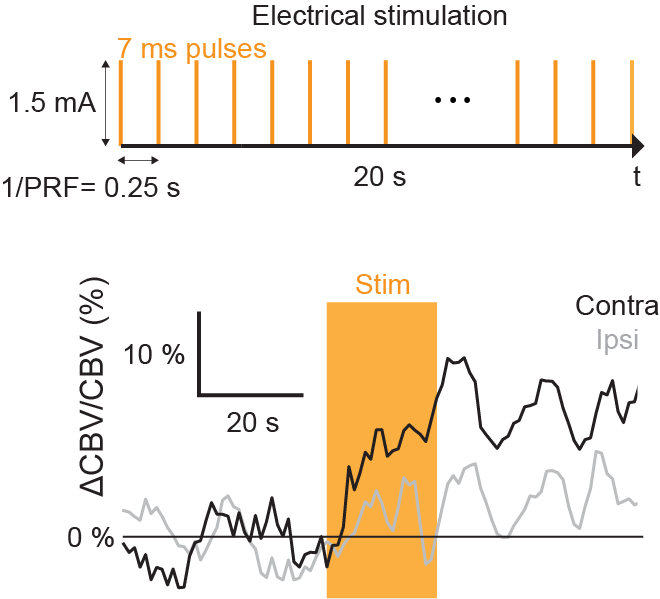 Electrical stimulation
7 ms pulses
1.5 mA
...
1/PRF= 0.25 s
20 s
t
Stim
Contra
Ipsi
ΔCBV/CBV (%)
10 %
20 s
0 %